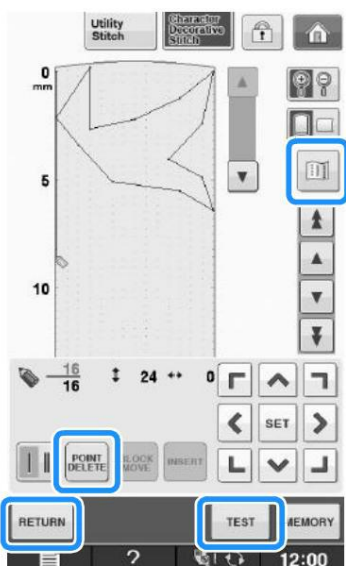 Utility
Stitch
Character
Decorative
Stitch
0
mm
5
10
16
16
24
0
POINT
DELETE
BLOCK
MOVE
INSERT
SET
RETURN
TEST
MEMORY
?
12:00